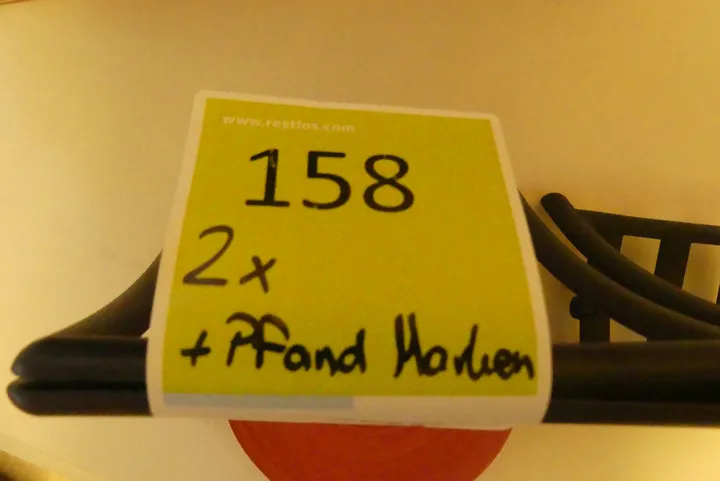 www.restlos.com
158
2x
+ Pfand Marken